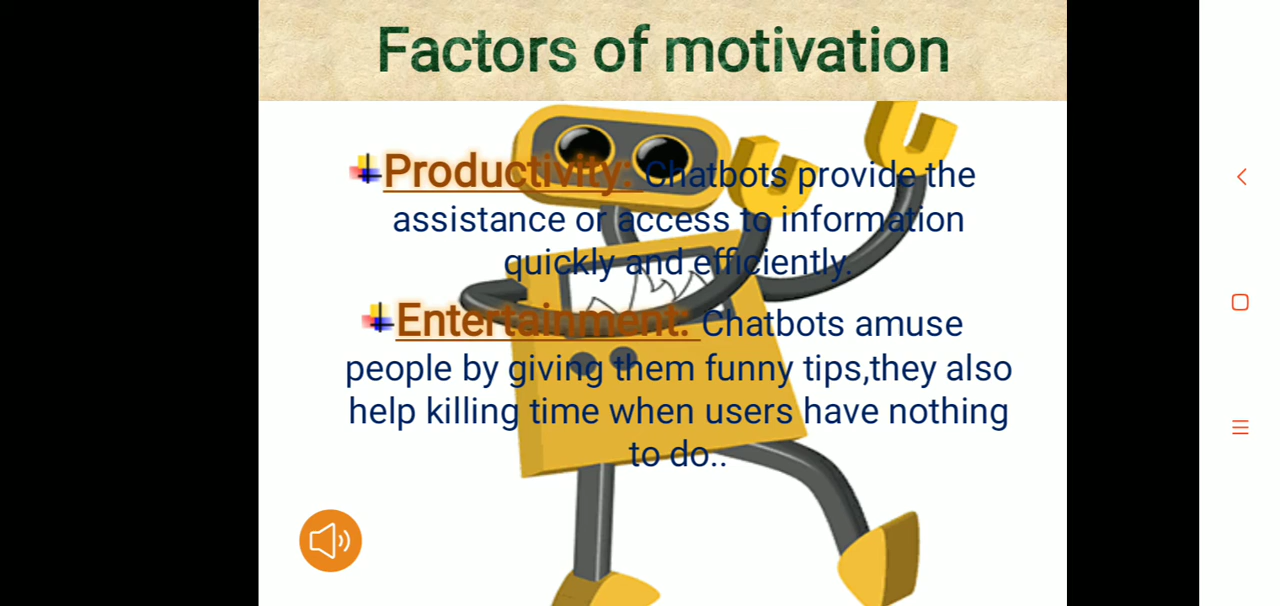 Factors of motivation
Productivity: Chatbots provide the
assistance or access to information
quickly and efficiently.
Entertainment: Chatbots amuse
people by giving them funny tips,they also
help killing time when users have nothing
to do..